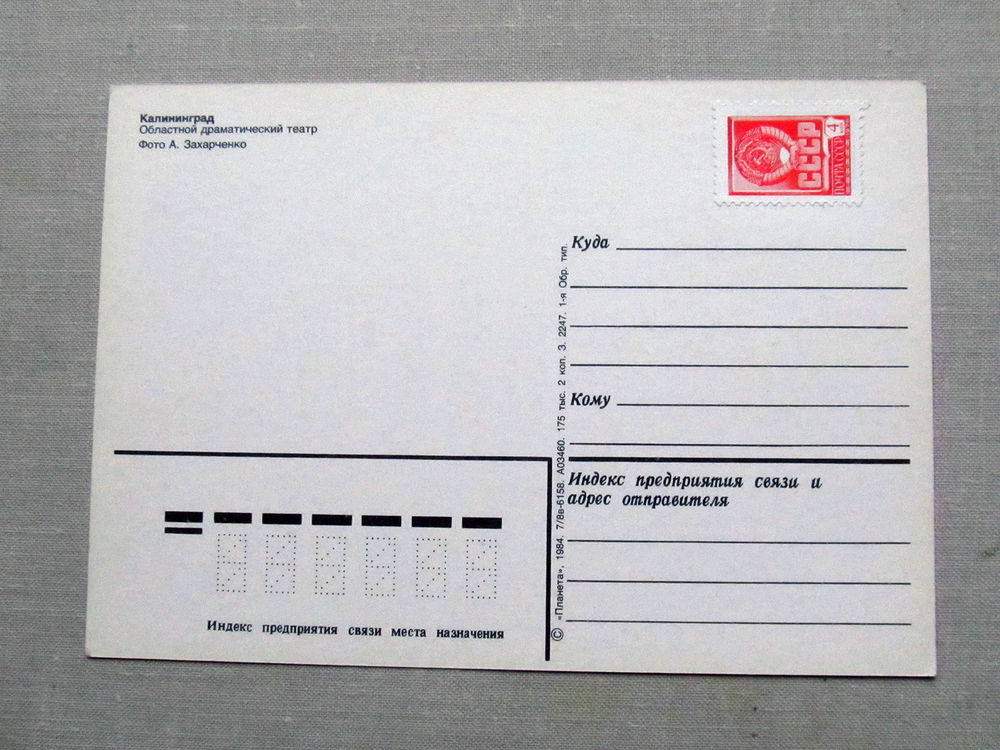 Калининград
Областной драматический театр
Фото А. Захарченко
СССР
4
ПОЧТА СССР
Куда
Кому
Индекс предприятия связи и
адрес отправителя
© «Планета», 1984. 7/8в-6158. А03460. 175 тыс. 2 коп. З. 2247. 1-я Обр. тип.
Индекс предприятия связи места назначения